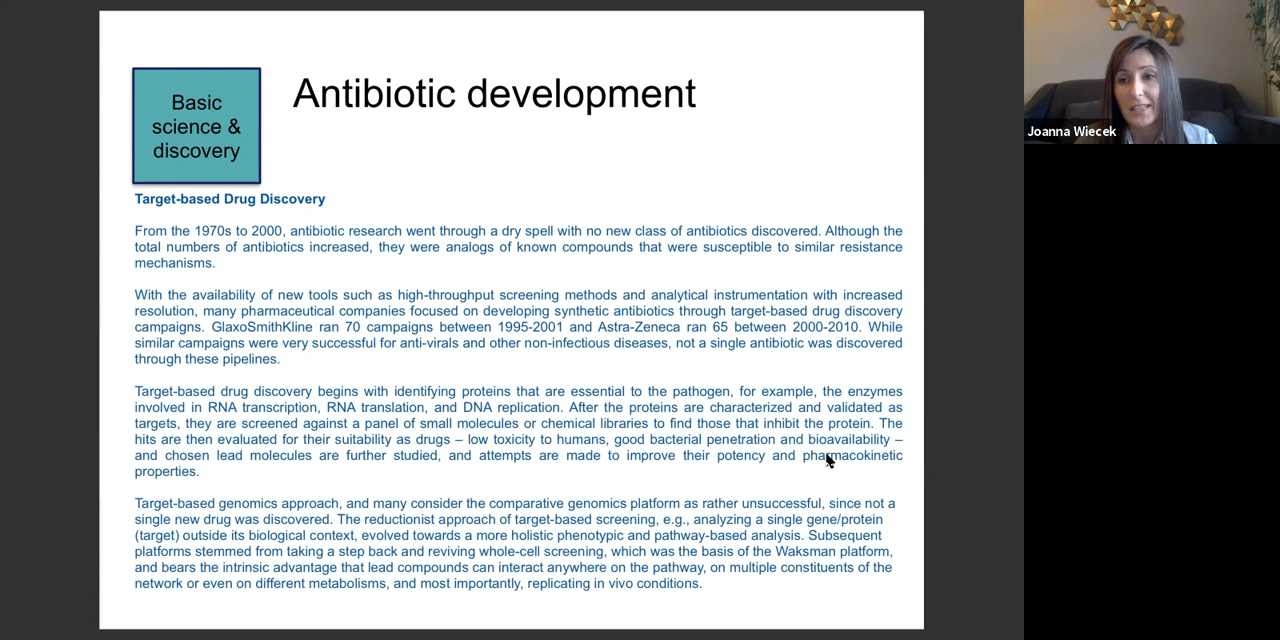 Basic
science &
discovery
Antibiotic development
Target-based Drug Discovery
From the 1970s to 2000, antibiotic research went through a dry spell with no new class of antibiotics discovered. Although the
total numbers of antibiotics increased, they were analogs of known compounds that were susceptible to similar resistance
mechanisms.
With the availability of new tools such as high-throughput screening methods and analytical instrumentation with increased
resolution, many pharmaceutical companies focused on developing synthetic antibiotics through target-based drug discovery
campaigns. GlaxoSmithKline ran 70 campaigns between 1995-2001 and Astra-Zeneca ran 65 between 2000-2010. While
similar campaigns were very successful for anti-virals and other non-infectious diseases, not a single antibiotic was discovered
through these pipelines.
Target-based drug discovery begins with identifying proteins that are essential to the pathogen, for example, the enzymes
involved in RNA transcription, RNA translation, and DNA replication. After the proteins are characterized and validated as
targets, they are screened against a panel of small molecules or chemical libraries to find those that inhibit the protein. The
hits are then evaluated for their suitability as drugs – low toxicity to humans, good bacterial penetration and bioavailability –
and chosen lead molecules are further studied, and attempts are made to improve their potency and pharmacokinetic
properties.
Target-based genomics approach, and many consider the comparative genomics platform as rather unsuccessful, since not a
single new drug was discovered. The reductionist approach of target-based screening, e.g., analyzing a single gene/protein
(target) outside its biological context, evolved towards a more holistic phenotypic and pathway-based analysis. Subsequent
platforms stemmed from taking a step back and reviving whole-cell screening, which was the basis of the Waksman platform,
and bears the intrinsic advantage that lead compounds can interact anywhere on the pathway, on multiple constituents of the
network or even on different metabolisms, and most importantly, replicating in vivo conditions.
Joanna Wiecek